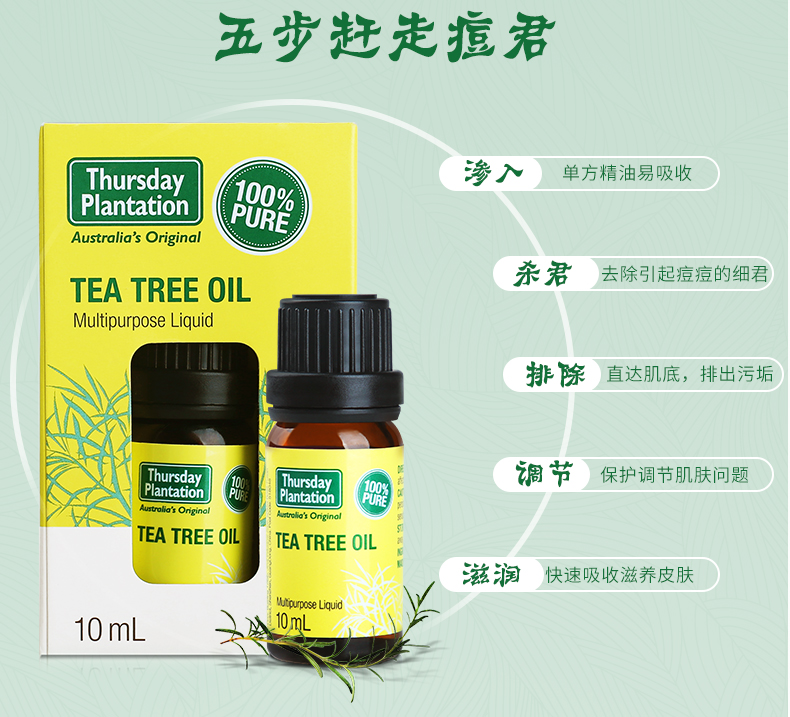 五步赶走痘君
Thursday
Plantation
Australia's Original
100%
PURE
TEA TREE OIL
Multipurpose Liquid
Thursday
Plantation
100%
PURE
Australia's Original
TEA TREE OIL
10 mL
Thursday
Plantation
100%
PURE
Australia's Original
TEA TREE OIL
Multipurpose Liquid
10 mL
渗入 单方精油易吸收
杀君 去除引起痘痘的细君
排除 直达肌底，排出污垢
调节 保护调节肌肤问题
滋润 快速吸收滋养皮肤